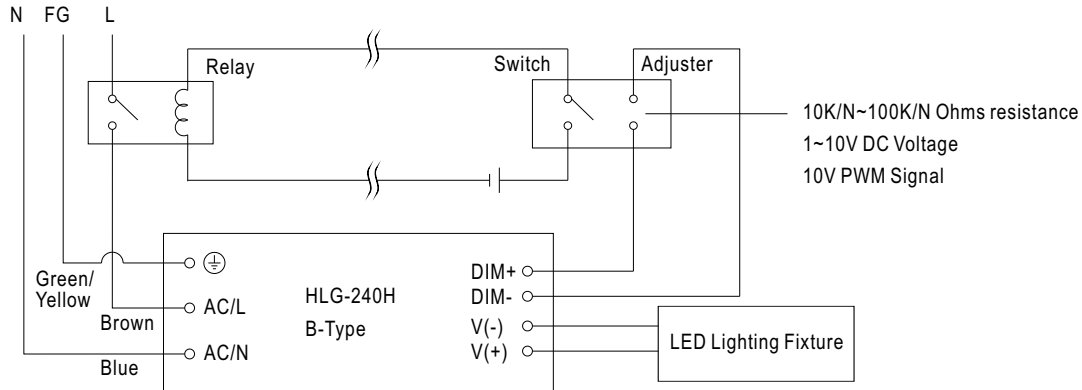 N FG L
Relay
Switch
Adjuster
10K/N~100K/N Ohms resistance
1~10V DC Voltage
10V PWM Signal
Green/
Yellow
Brown
Blue
AC/L
AC/N
HLG-240H
B-Type
DIM+
DIM-
V(-)
V(+)
LED Lighting Fixture